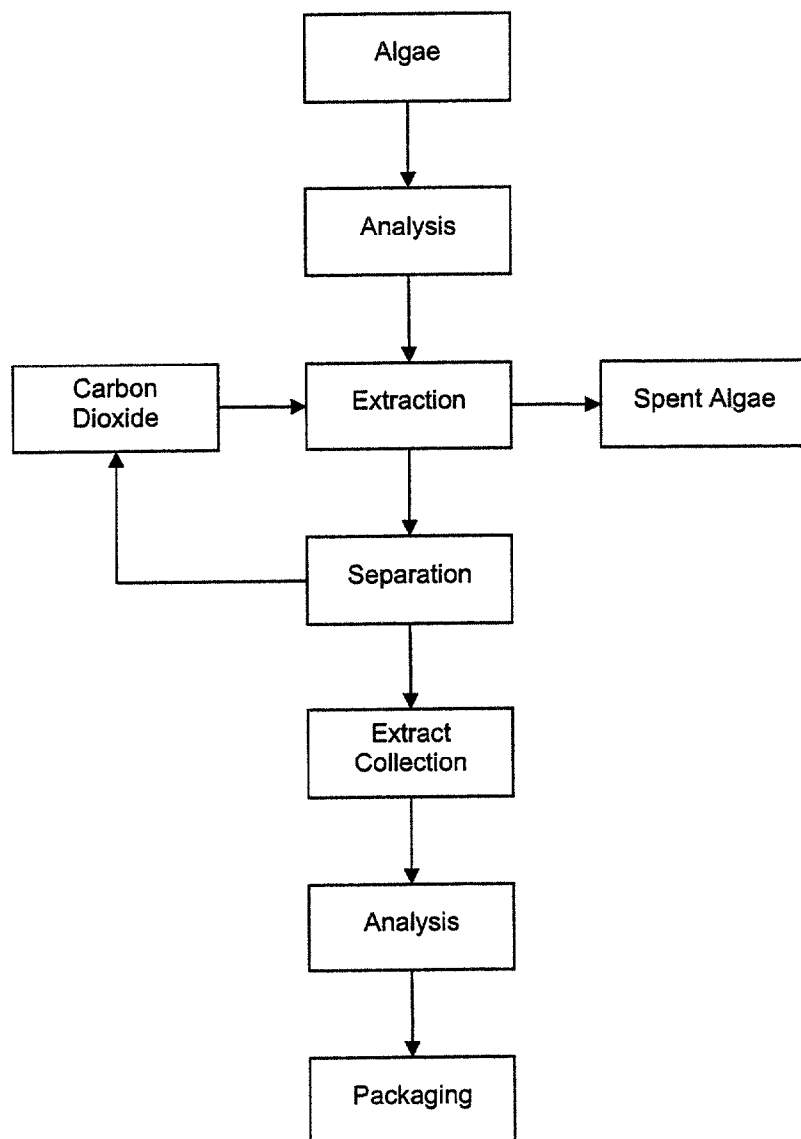 Algae
Analysis
Carbon
Dioxide
Extraction
Spent Algae
Separation
Extract
Collection
Analysis
Packaging